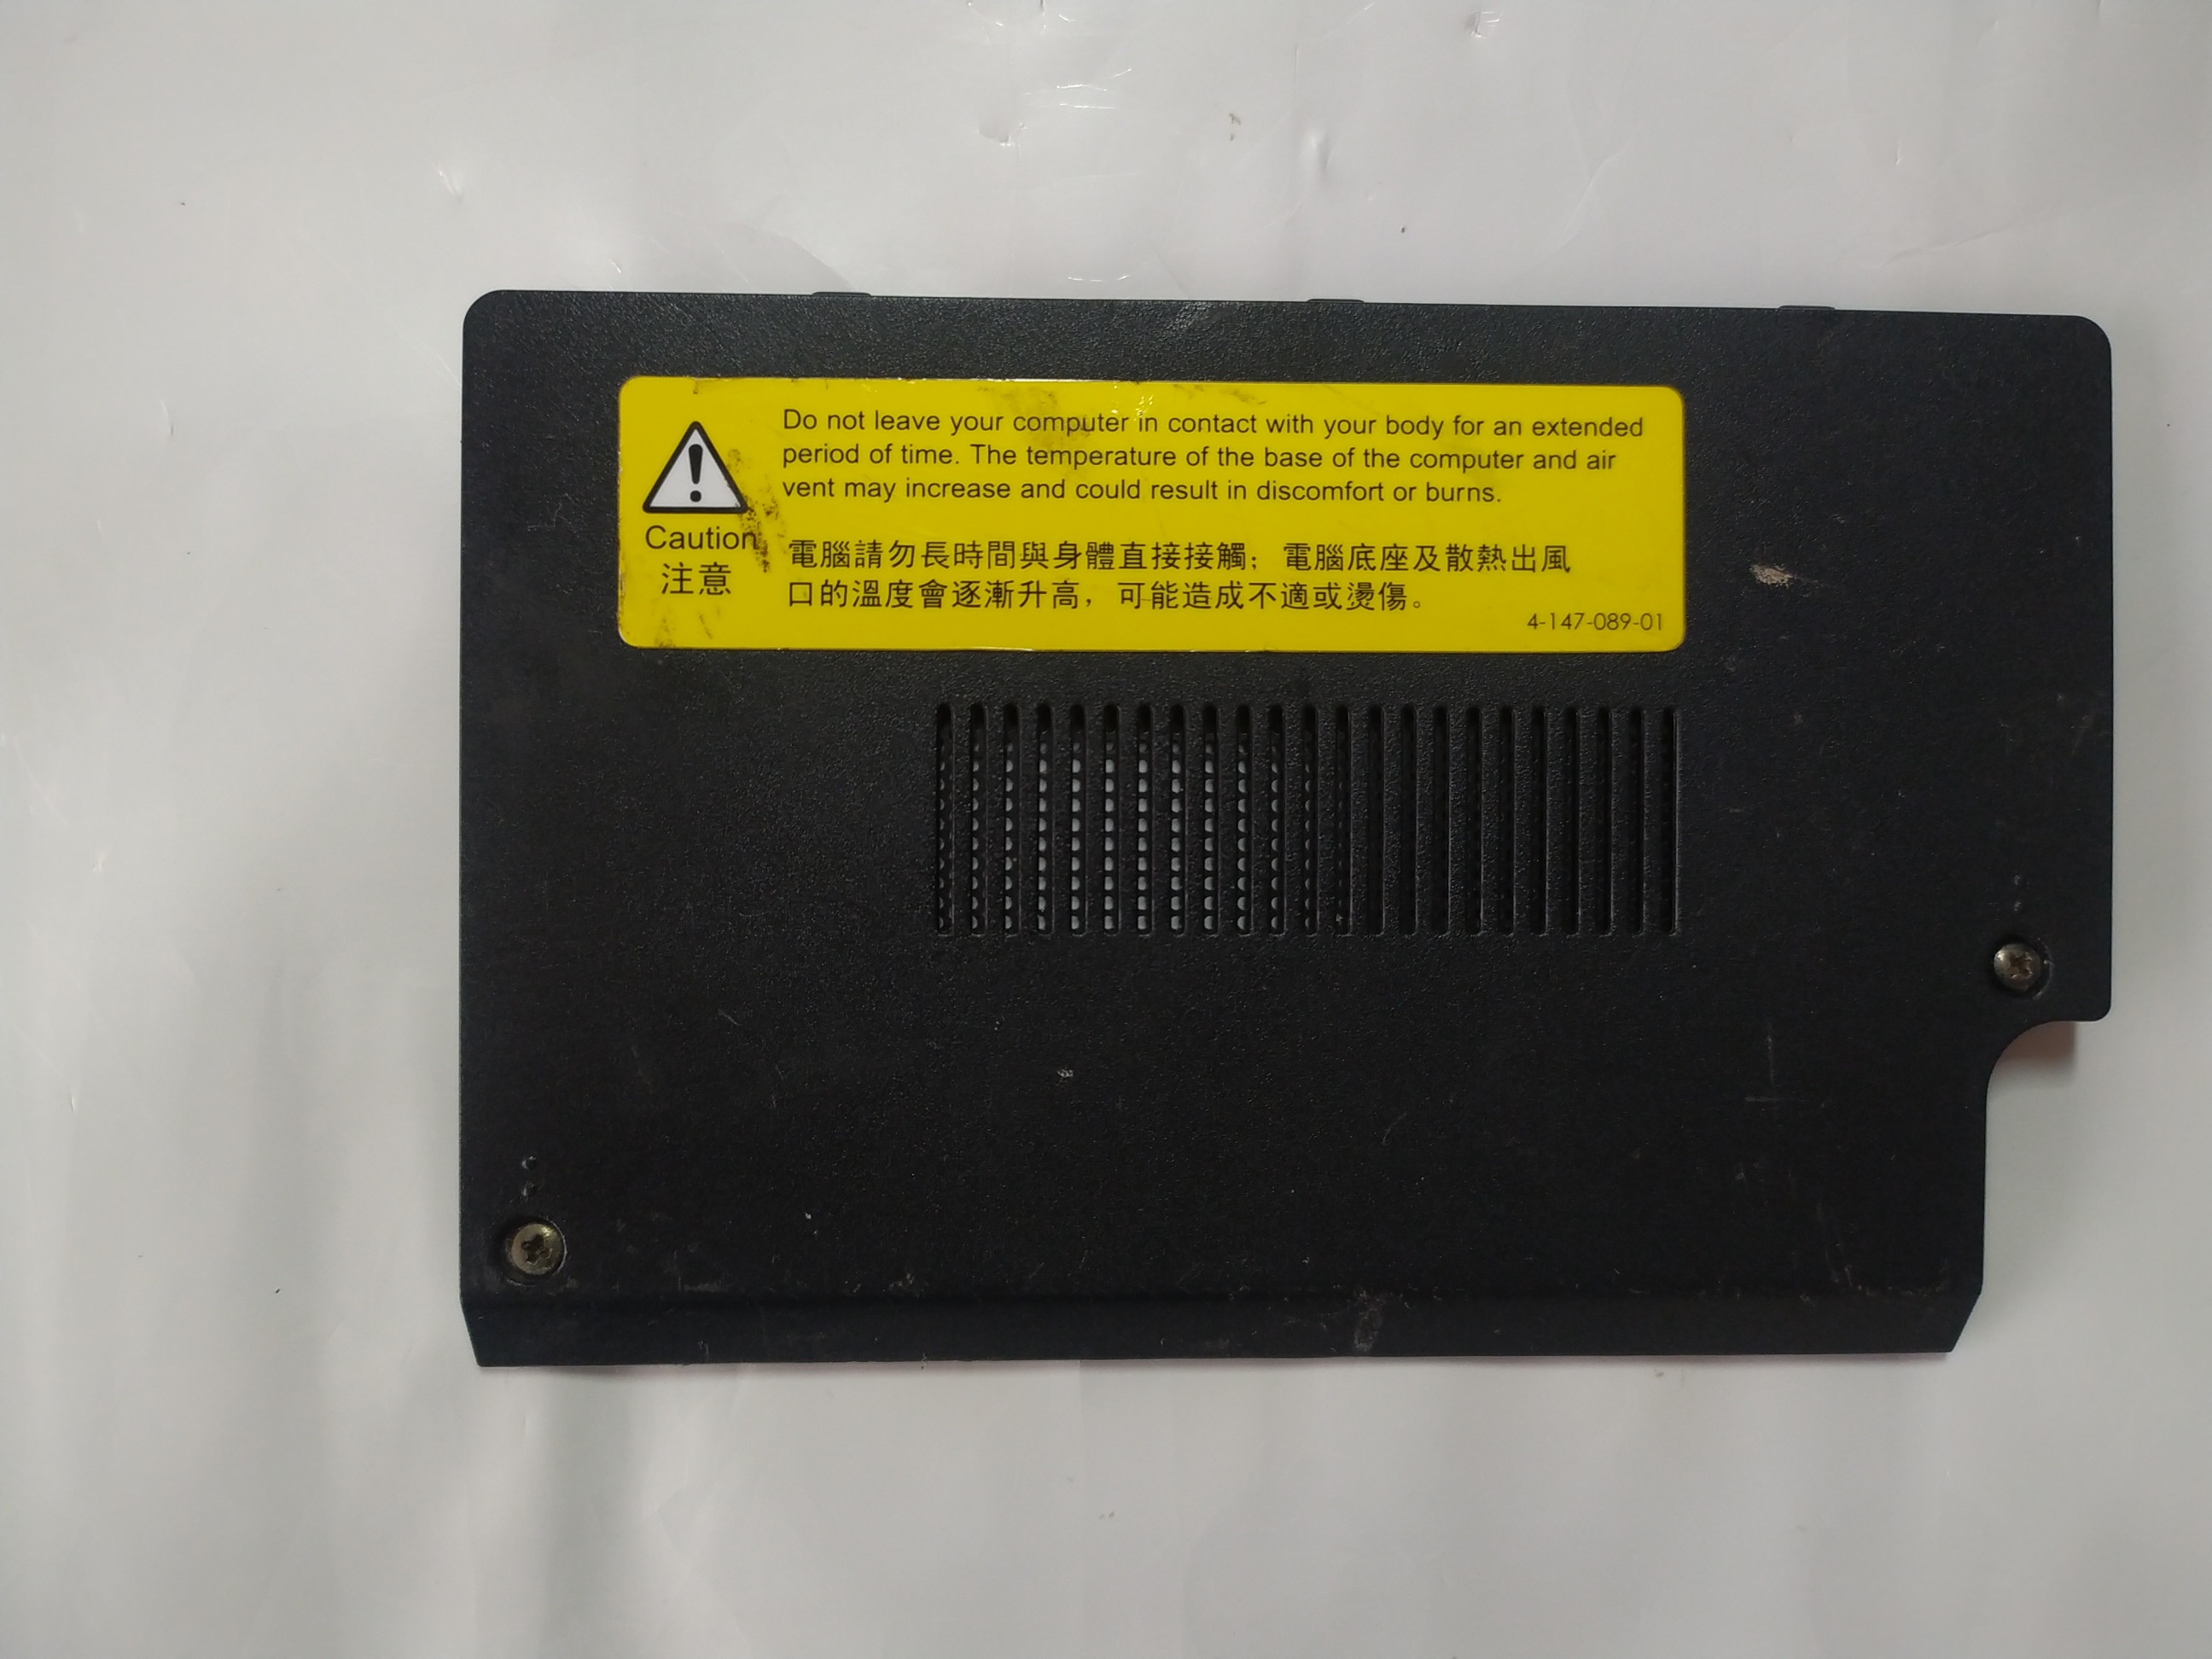 Do not leave your computer in contact with your body for an extended
period of time. The temperature of the base of the computer and air
vent may increase and could result in discomfort or burns.
Caution
注意
電腦請勿長時間與身體直接接觸；電腦底座及散熱出風
口的溫度會逐漸升高，可能造成不適或燙傷。
4-147-089-01